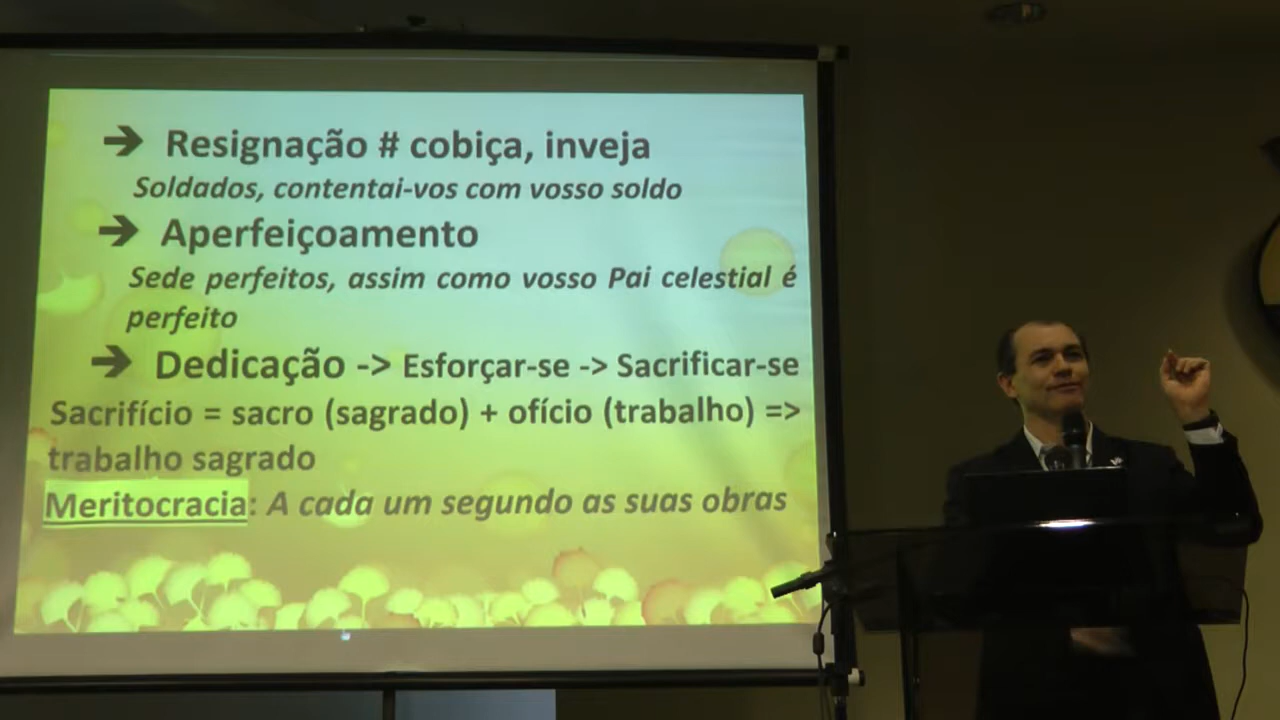 ➔ Resignação # cobiça, inveja
Soldados, contentai-vos com vosso soldo
➔ Aperfeiçoamento
Sede perfeitos, assim como vosso Pai celestial é
perfeito
➔ Dedicação -> Esforçar-se -> Sacrificar-se
Sacrifício = sacro (sagrado) + ofício (trabalho) =>
trabalho sagrado
Meritocracia: A cada um segundo as suas obras